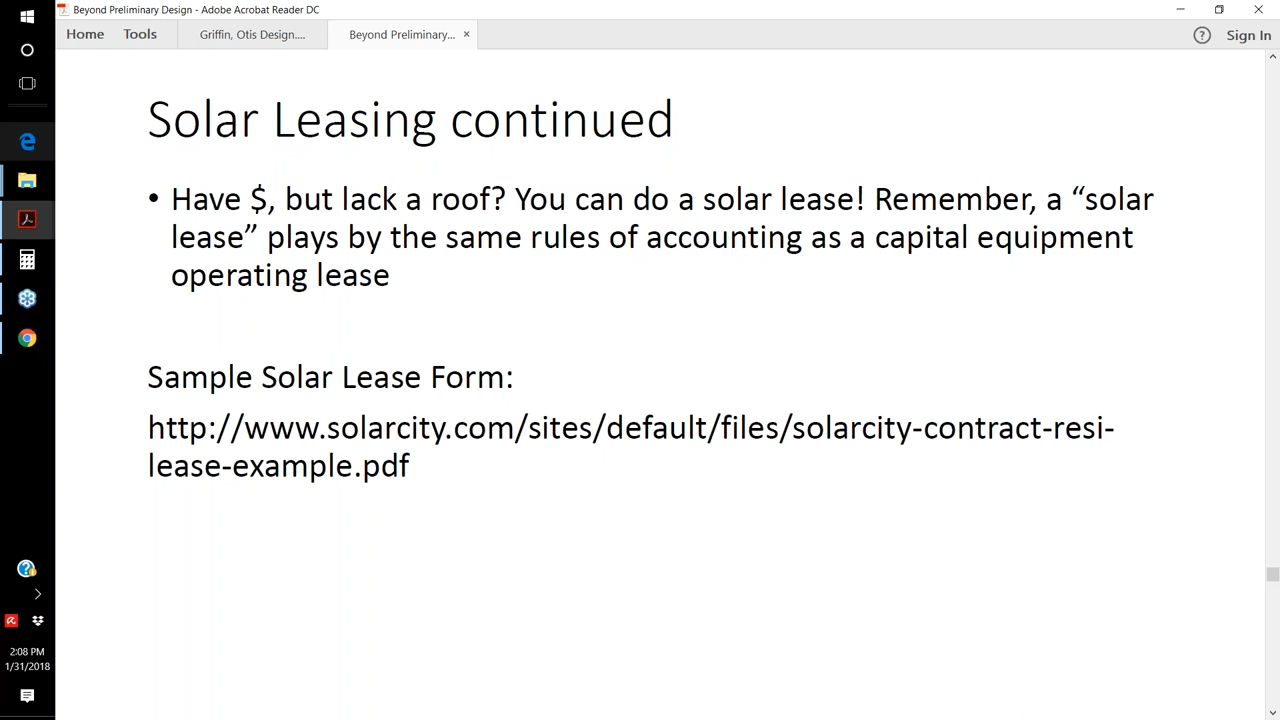 Beyond Preliminary Design - Adobe Acrobat Reader DC
Home Tools Griffin, Otis Design.... Beyond Preliminary... × ? Sign In
Solar Leasing continued
• Have $, but lack a roof? You can do a solar lease! Remember, a “solar
lease” plays by the same rules of accounting as a capital equipment
operating lease
Sample Solar Lease Form:
http://www.solarcity.com/sites/default/files/solarcity-contract-resi-
lease-example.pdf
2:08 PM
1/31/2018